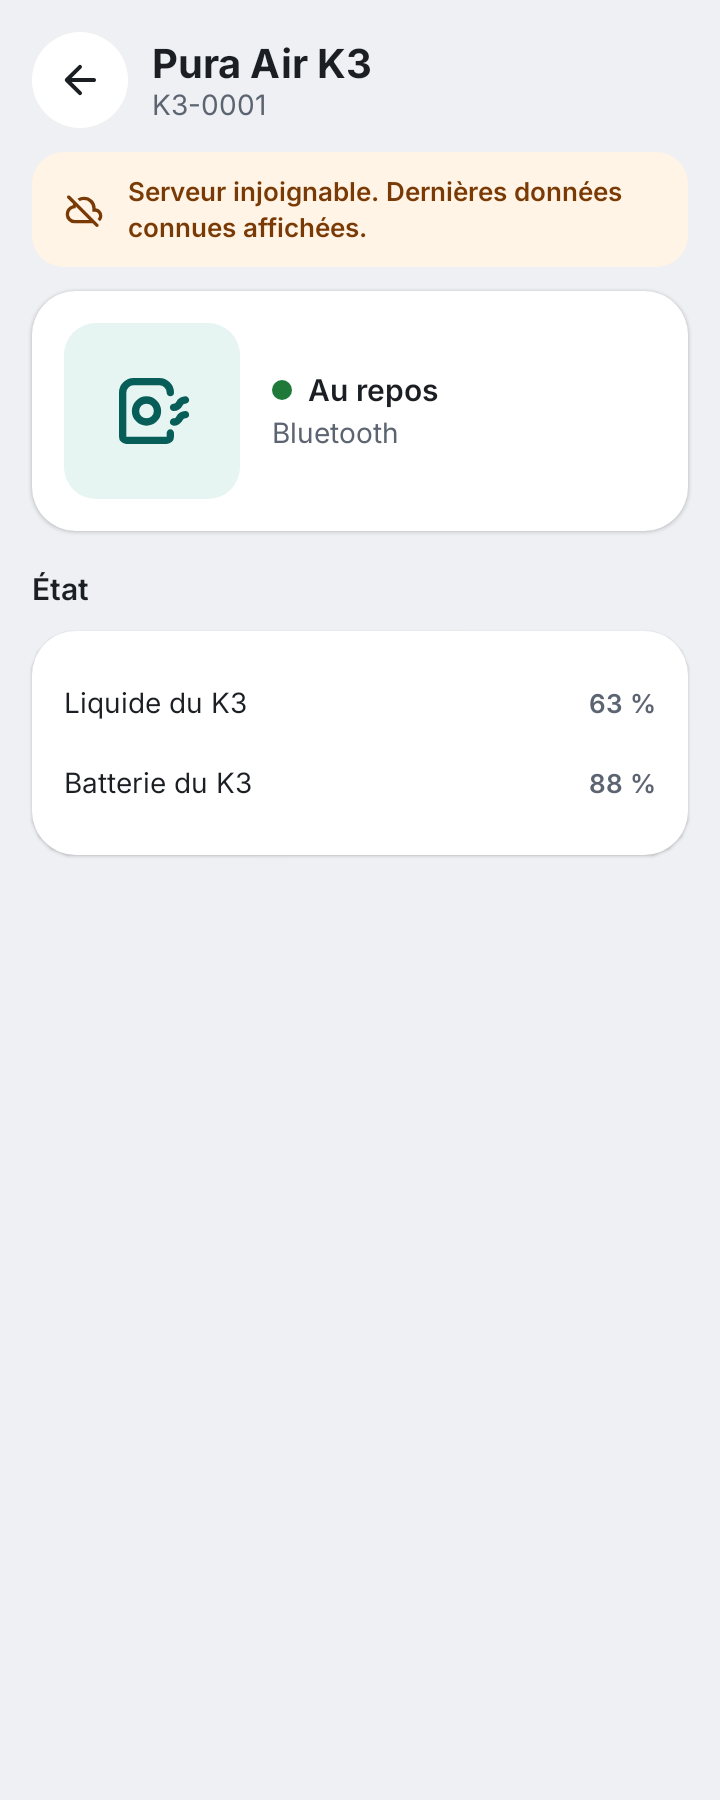 Pura Air K3
K3-0001
Serveur injoignable. Dernières données
connues affichées.
Au repos
Bluetooth
État
Liquide du K3 63 %
Batterie du K3 88 %